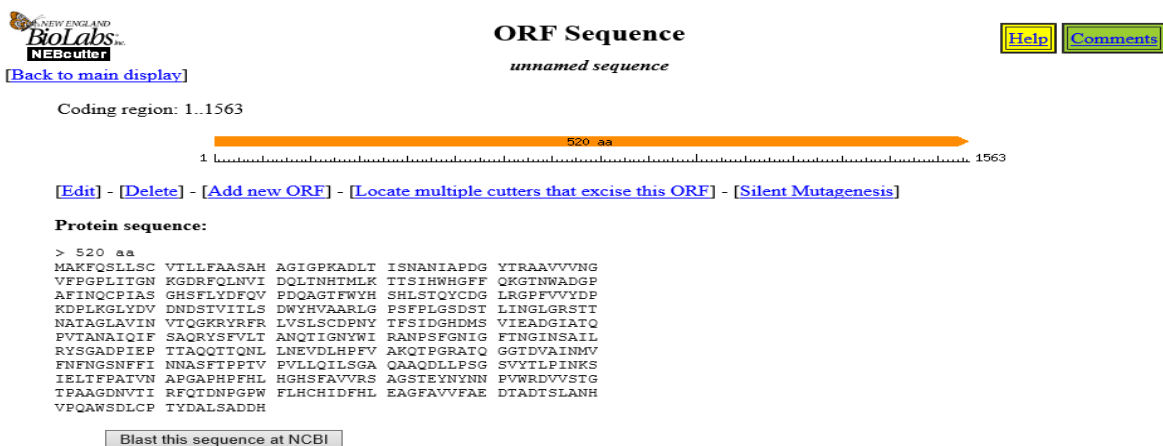 NEW ENGLAND
BioLabs Inc.
NEBcutter
ORF Sequence
Help
Comments
unnamed sequence
[Back to main display]
Coding region: 1..1563
520 aa
1
1563
[Edit] - [Delete] - [Add new ORF] - [Locate multiple cutters that excise this ORF] - [Silent Mutagenesis]
Protein sequence:
> 520 aa
MAKFQSLLSC VTLLFAASAH AGIGPKADLT ISNANIAPDG YTRAAVVVNG
VFPGPLITGN KGDRFQLNVI DQLTNHTMLK TTSIHWHGFF QKGTNWADGP
AFINQCPIAS GHSFLYDFQV PDQAGTFWYH SHLSTQYCDG LRGPFVVYDP
KDPLKGLYDV DNDSTVITLS DWYHVAARLG PSFPLGSDST LINGLGRSTT
NATAGLAVIN VTQGKRYRFR LVSLSCDPNY TFSIDGHDMS VIEADGIATQ
PVTANAIQIF SAQRYSFVLT ANQTIGNYWI RANPSFGNIG FTNGINSAIL
RYSGADPIEP TTAQQTTQNL LNEVDLHPFV AKQTPGRATQ GGTDVAINMV
FNFNGSNFFI NNASFTPPTV PVLLQILSGA QAAQDLLPSG SVYTLPINKS
IELTFPATVN APGAPHPFHL HGHSFAVVRS AGSTEYNYNN PVWRDVVSTG
TPAAGDNVTI RFQTDNPGPW FLHCHIDFHL EAGFAVVFAE DTADTSLANH
VPQAWSDLCP TYDALSADDH
Blast this sequence at NCBI